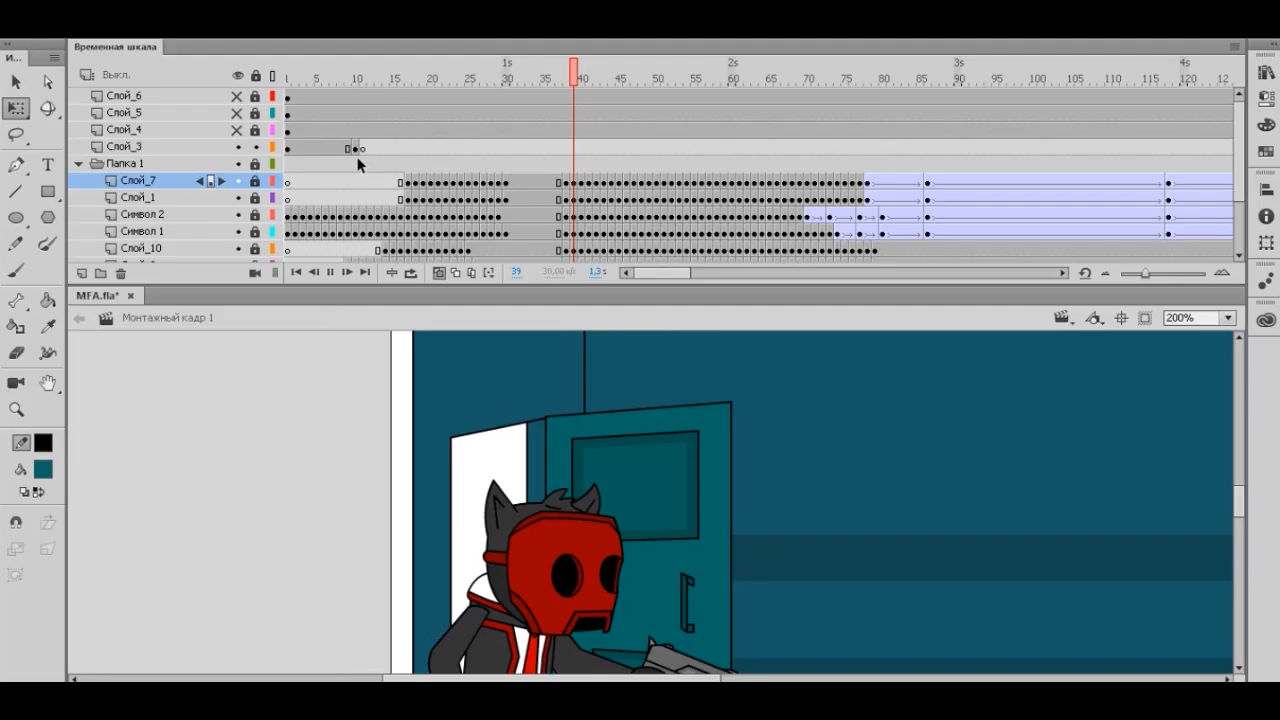 Временная шкала
И...
Выкл.
1s 2s 3s 4s
1 5 10 15 20 25 30 35 40 45 50 55 60 65 70 75 80 85 90 95 100 105 110 115 120 12
Слой_6
Слой_5
Слой_4
Слой_3
Папка 1
Слой_7
Слой_1
Символ 2
Символ 1
Слой_10
39 30,00 к/с 1,3 s
MFA.fla*
Монтажный кадр 1
200%